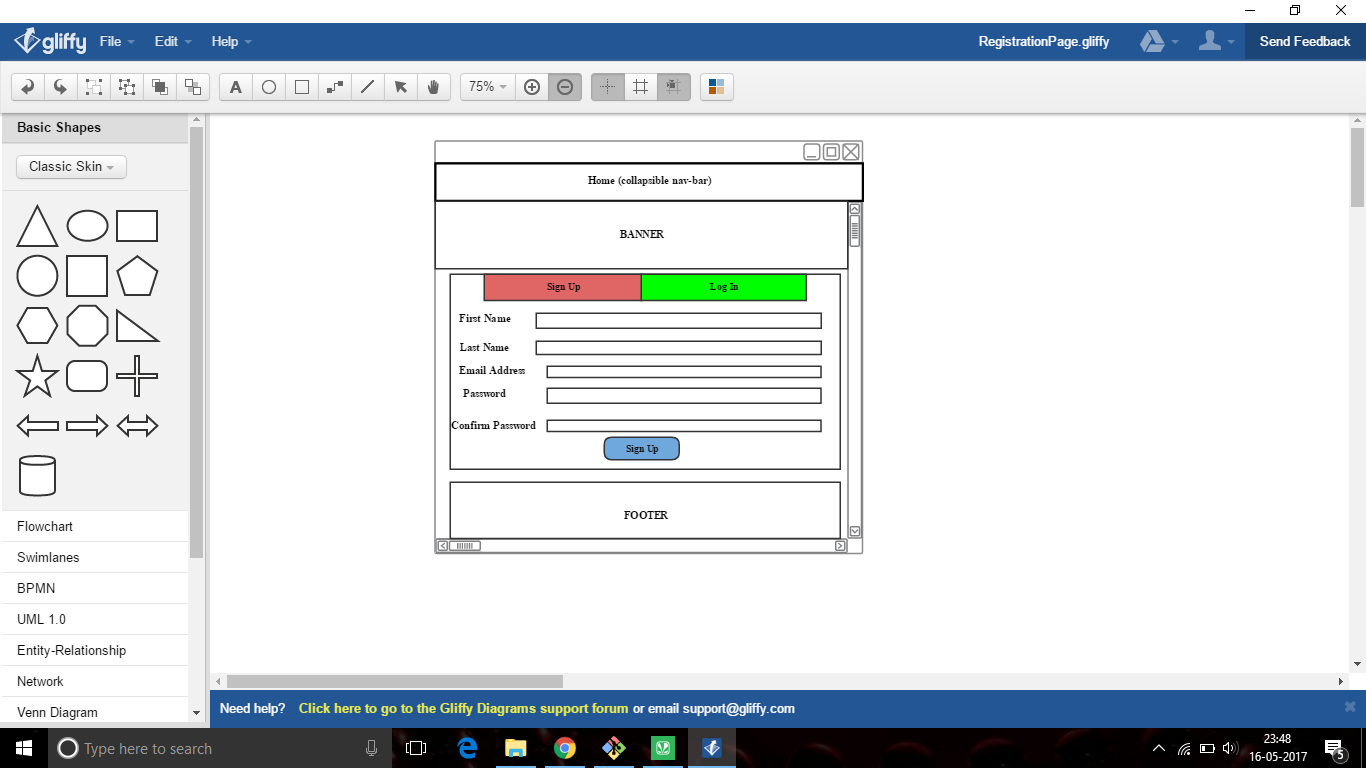 gliffy File Edit Help RegistrationPage.gliffy Send Feedback
A 75%
Basic Shapes
Classic Skin
Flowchart
Swimlanes
BPMN
UML 1.0
Entity-Relationship
Network
Venn Diagram
Home (collapsible nav-bar)
BANNER
Sign Up Log In
First Name
Last Name
Email Address
Password
Confirm Password
Sign Up
FOOTER
Need help? Click here to go to the Gliffy Diagrams support forum or email support@gliffy.com
Type here to search
23:48
16-05-2017
5